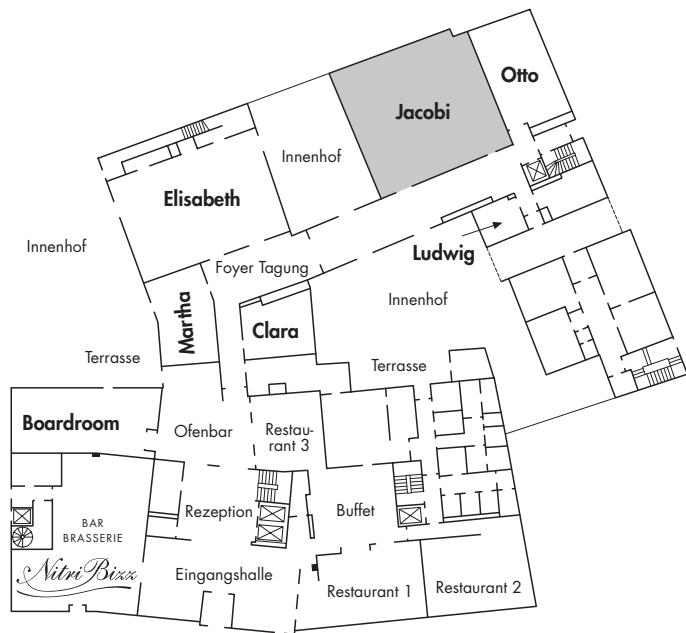 Otto
Jacobi
Innenhof
Elisabeth
Innenhof
Ludwig
Foyer Tagung
Innenhof
Martha
Clara
Terrasse
Terrasse
Boardroom
Ofenbar
Restau-
rant 3
BAR
BRASSERIE
Nitribizz
Rezeption
Buffet
Eingangshalle
Restaurant 1
Restaurant 2